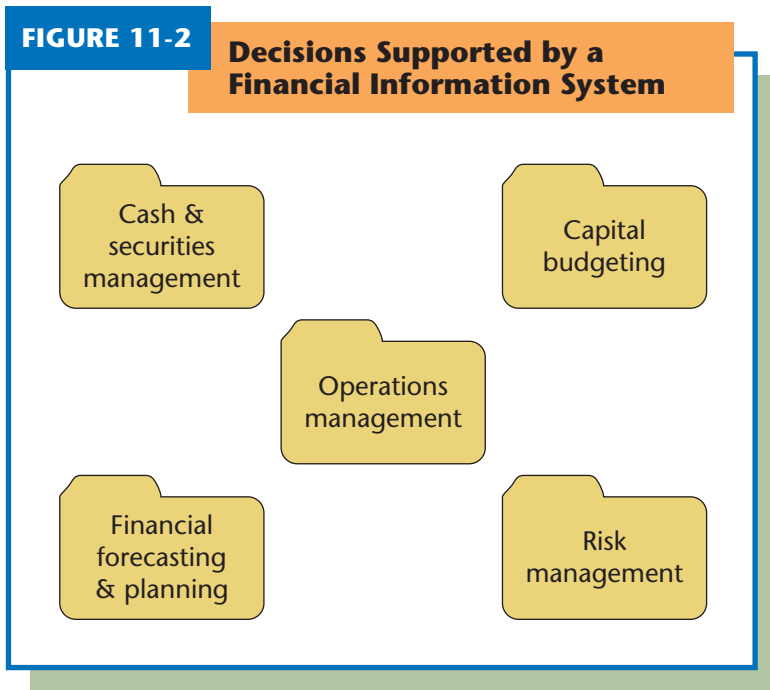 FIGURE 11-2
Decisions Supported by a
Financial Information System
Cash &
securities
management
Capital
budgeting
Operations
management
Financial
forecasting
& planning
Risk
management